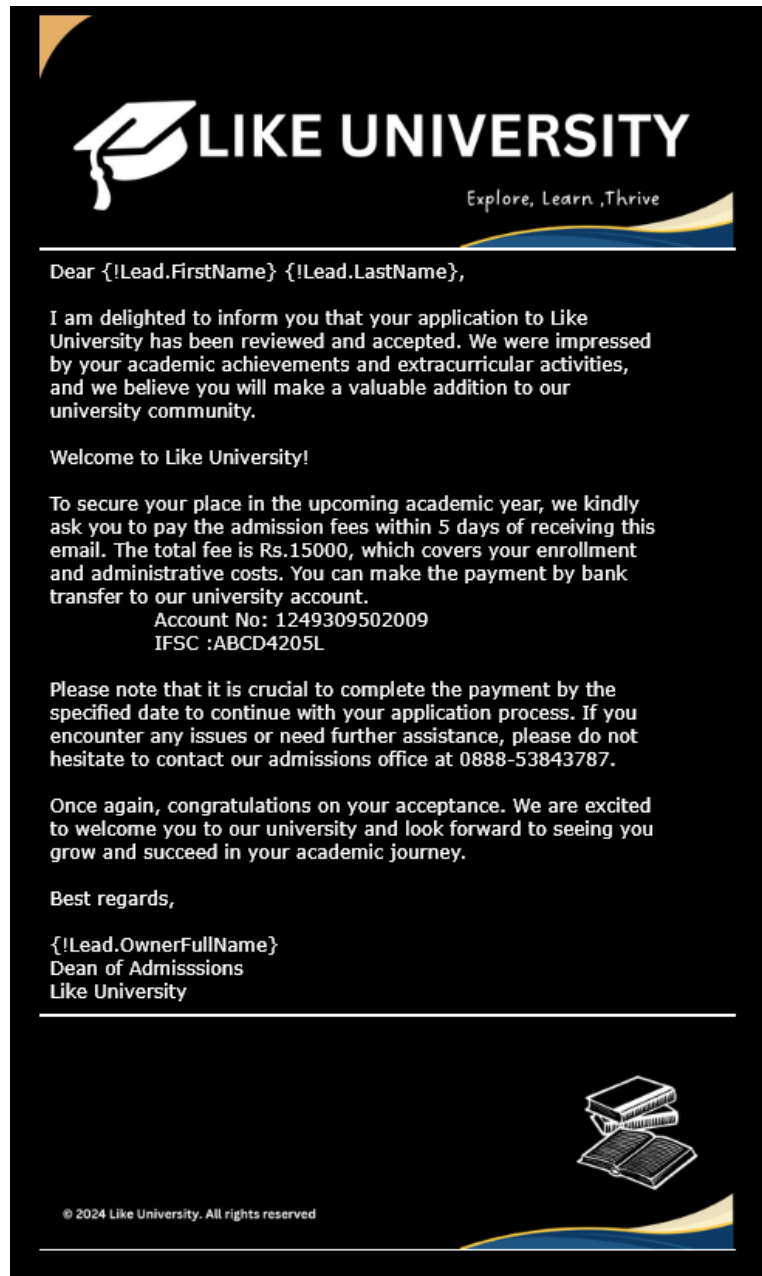 LIKE UNIVERSITY
Explore, Learn ,Thrive
Dear {!Lead.FirstName} {!Lead.LastName},
I am delighted to inform you that your application to Like
University has been reviewed and accepted. We were impressed
by your academic achievements and extracurricular activities,
and we believe you will make a valuable addition to our
university community.
Welcome to Like University!
To secure your place in the upcoming academic year, we kindly
ask you to pay the admission fees within 5 days of receiving this
email. The total fee is Rs.15000, which covers your enrollment
and administrative costs. You can make the payment by bank
transfer to our university account.
Account No: 1249309502009
IFSC :ABCD4205L
Please note that it is crucial to complete the payment by the
specified date to continue with your application process. If you
encounter any issues or need further assistance, please do not
hesitate to contact our admissions office at 0888-53843787.
Once again, congratulations on your acceptance. We are excited
to welcome you to our university and look forward to seeing you
grow and succeed in your academic journey.
Best regards,
{!Lead.OwnerFullName}
Dean of Admisssions
Like University
© 2024 Like University. All rights reserved